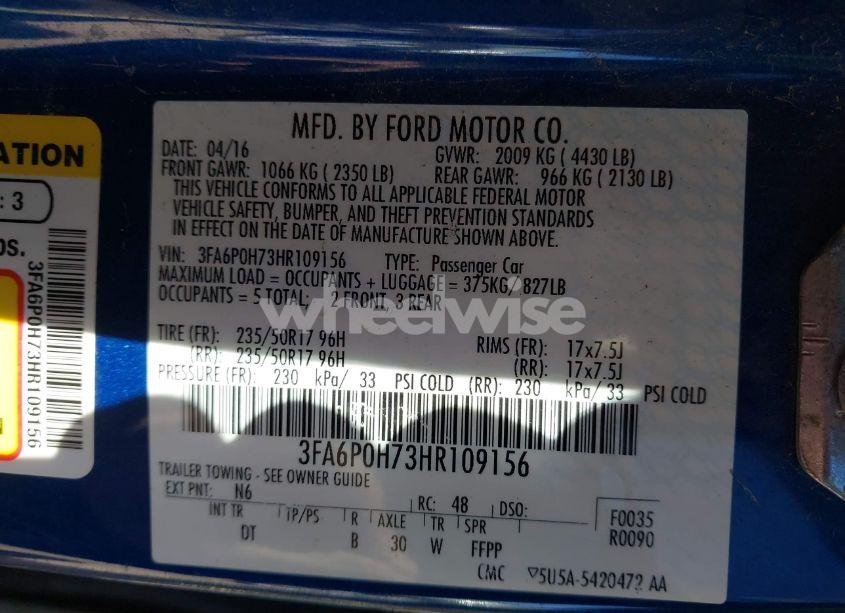 ATION
: 3
bs.
3FA6P0H73HR109156
MFD. BY FORD MOTOR CO.
DATE: 04/16 GVWR: 2009 KG ( 4430 LB)
FRONT GAWR: 1066 KG ( 2350 LB) REAR GAWR: 966 KG ( 2130 LB)
THIS VEHICLE CONFORMS TO ALL APPLICABLE FEDERAL MOTOR
VEHICLE SAFETY, BUMPER, AND THEFT PREVENTION STANDARDS
IN EFFECT ON THE DATE OF MANUFACTURE SHOWN ABOVE.
VIN: 3FA6P0H73HR109156 TYPE: Passenger Car
MAXIMUM LOAD = OCCUPANTS + LUGGAGE = 375KG/ 827LB
OCCUPANTS = 5 TOTAL; 2 FRONT, 3 REAR
wheelwise
TIRE (FR): 235/50R17 96H RIMS (FR): 17x7.5J
(RR): 235/50R17 96H (RR): 17x7.5J
PRESSURE (FR): 230 kPa/ 33 PSI COLD (RR): 230 kPa/ 33 PSI COLD
3FA6P0H73HR109156
TRAILER TOWING - SEE OWNER GUIDE
EXT PNT: N6 RC: 48 DSO: F0035
INT TR TP/PS R AXLE TR SPR R0090
DT B 30 W FFPP
CMC ▽5U5A-5420472 AA